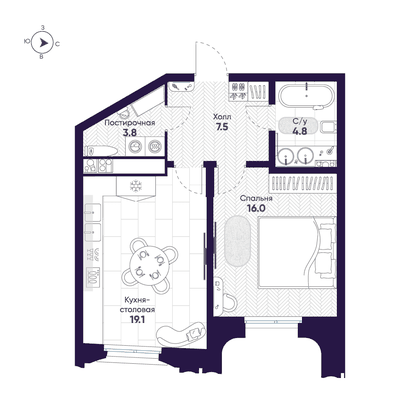 З
Ю С
В
Постирочная
3.8
Холл
7.5
С/у
4.8
Спальня
16.0
Кухня-
столовая
19.1